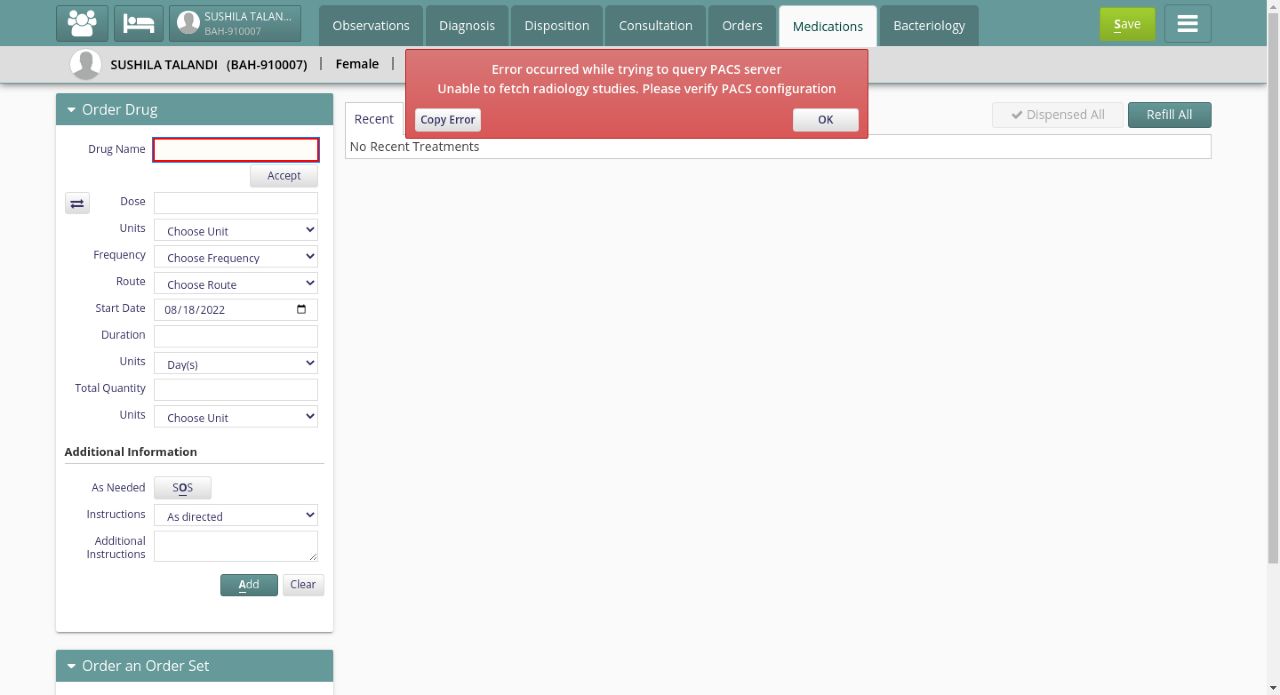 SUSHILA TALAN...
BAH-910007
Observations
Diagnosis
Disposition
Consultation
Orders
Medications
Bacteriology
Save
SUSHILA TALANDI (BAH-910007) | Female |
Error occurred while trying to query PACS server
Unable to fetch radiology studies. Please verify PACS configuration
Copy Error
OK
Order Drug
Drug Name
Accept
Dose
Units Choose Unit
Frequency Choose Frequency
Route Choose Route
Start Date 08/18/2022
Duration
Units Day(s)
Total Quantity
Units Choose Unit
Additional Information
As Needed SOS
Instructions As directed
Additional
Instructions
Add
Clear
Order an Order Set
Recent
Dispensed All
Refill All
No Recent Treatments